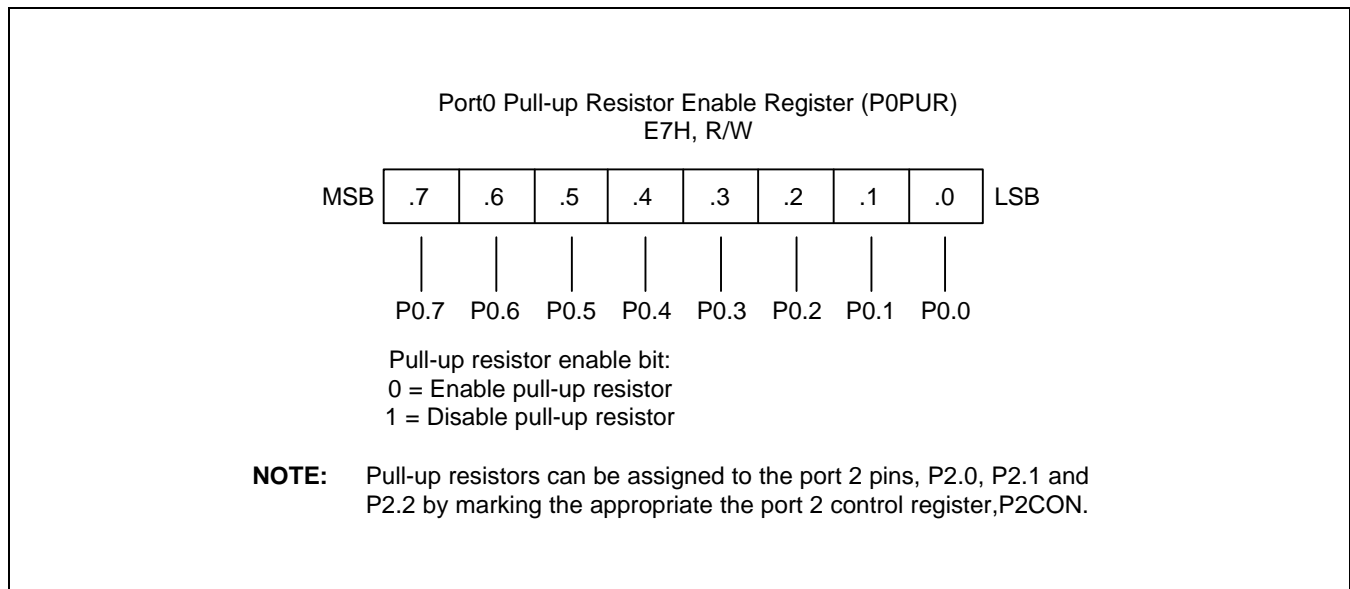 Port0 Pull-up Resistor Enable Register (P0PUR)
E7H, R/W
MSB .7 .6 .5 .4 .3 .2 .1 .0 LSB
P0.7 P0.6 P0.5 P0.4 P0.3 P0.2 P0.1 P0.0
Pull-up resistor enable bit:
0 = Enable pull-up resistor
1 = Disable pull-up resistor
NOTE: Pull-up resistors can be assigned to the port 2 pins, P2.0, P2.1 and
P2.2 by marking the appropriate the port 2 control register,P2CON.